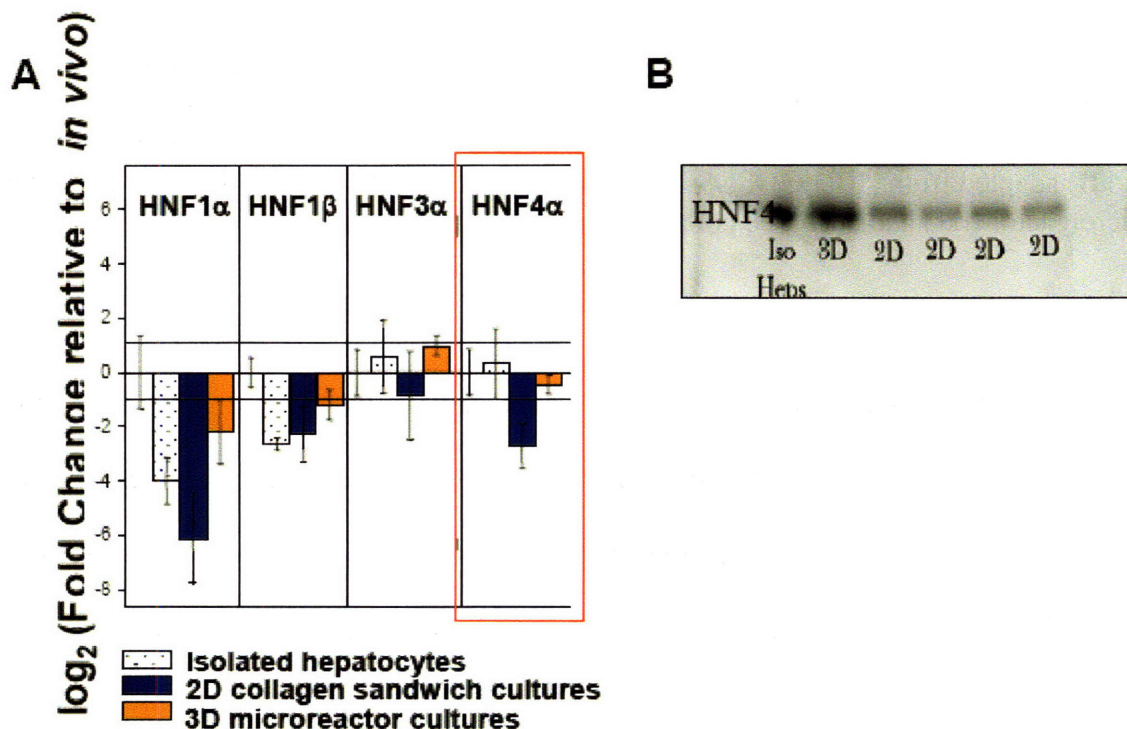 A
B
log₂ (Fold Change relative to in vivo)
HNF1α HNF1β HNF3α HNF4α
6
4
2
0
-2
-4
-6
-8
Isolated hepatocytes
2D collagen sandwich cultures
3D microreactor cultures
HNF4
Iso 3D 2D 2D 2D 2D
Heps